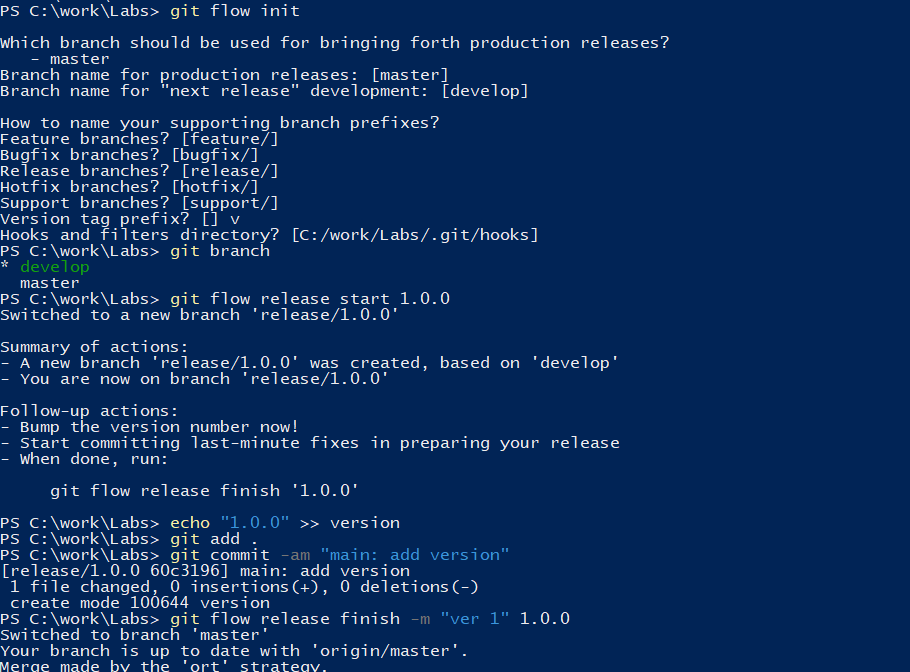 PS C:\work\Labs> git flow init
Which branch should be used for bringing forth production releases?
- master
Branch name for production releases: [master]
Branch name for "next release" development: [develop]
How to name your supporting branch prefixes?
Feature branches? [feature/]
Bugfix branches? [bugfix/]
Release branches? [release/]
Hotfix branches? [hotfix/]
Support branches? [support/]
Version tag prefix? [] v
Hooks and filters directory? [C:/work/Labs/.git/hooks]
PS C:\work\Labs> git branch
* develop
master
PS C:\work\Labs> git flow release start 1.0.0
Switched to a new branch 'release/1.0.0'
Summary of actions:
- A new branch 'release/1.0.0' was created, based on 'develop'
- You are now on branch 'release/1.0.0'
Follow-up actions:
- Bump the version number now!
- Start committing last-minute fixes in preparing your release
- When done, run:
git flow release finish '1.0.0'
PS C:\work\Labs> echo "1.0.0" >> version
PS C:\work\Labs> git add .
PS C:\work\Labs> git commit -am "main: add version"
[release/1.0.0 60c3196] main: add version
1 file changed, 0 insertions(+), 0 deletions(-)
create mode 100644 version
PS C:\work\Labs> git flow release finish -m "ver 1" 1.0.0
Switched to branch 'master'
Your branch is up to date with 'origin/master'.
Merge made by the 'ort' strategy.